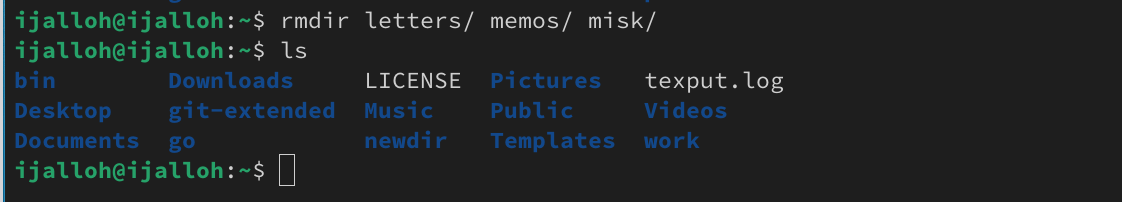 ijalloh@ijalloh:~$ rmdir letters/ memos/ misk/
ijalloh@ijalloh:~$ ls
bin Downloads LICENSE Pictures texput.log
Desktop git-extended Music Public Videos
Documents go newdir Templates work
ijalloh@ijalloh:~$